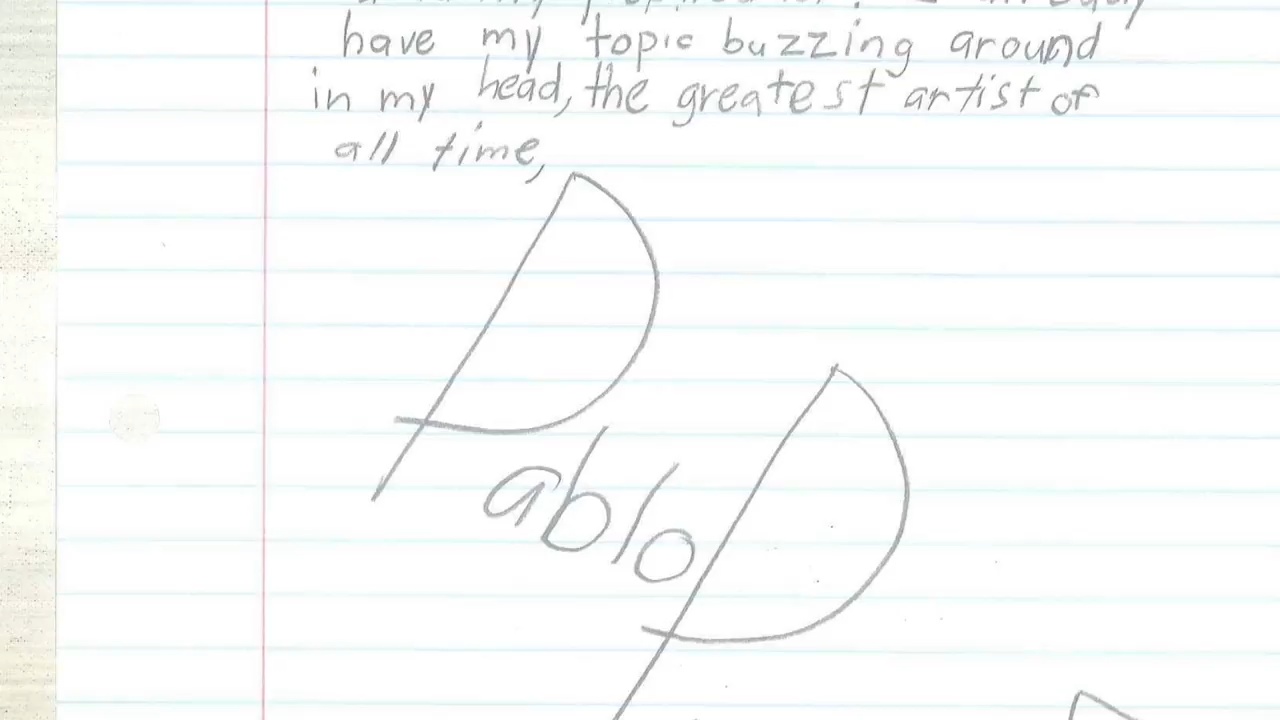 have my topic buzzing around
in my head, the greatest artist of
all time,
Pablo
P